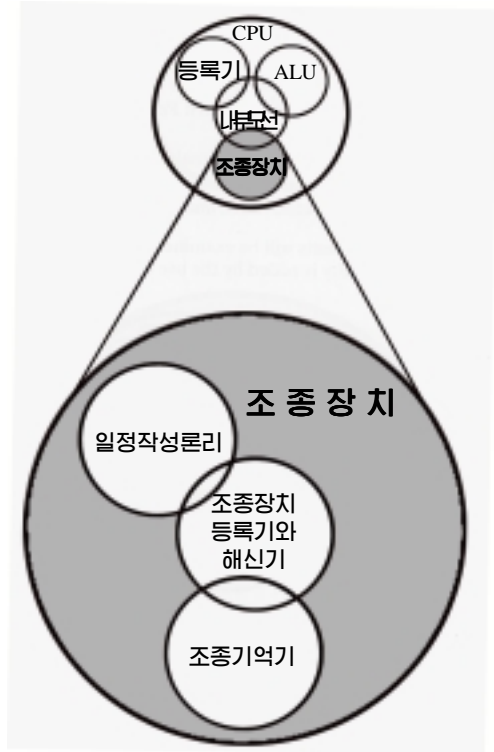 CPU
등록기
ALU
내부모선
조종장치
조 종 장 치
일정작성론리
조종장치
등록기와
해신기
조종기억기